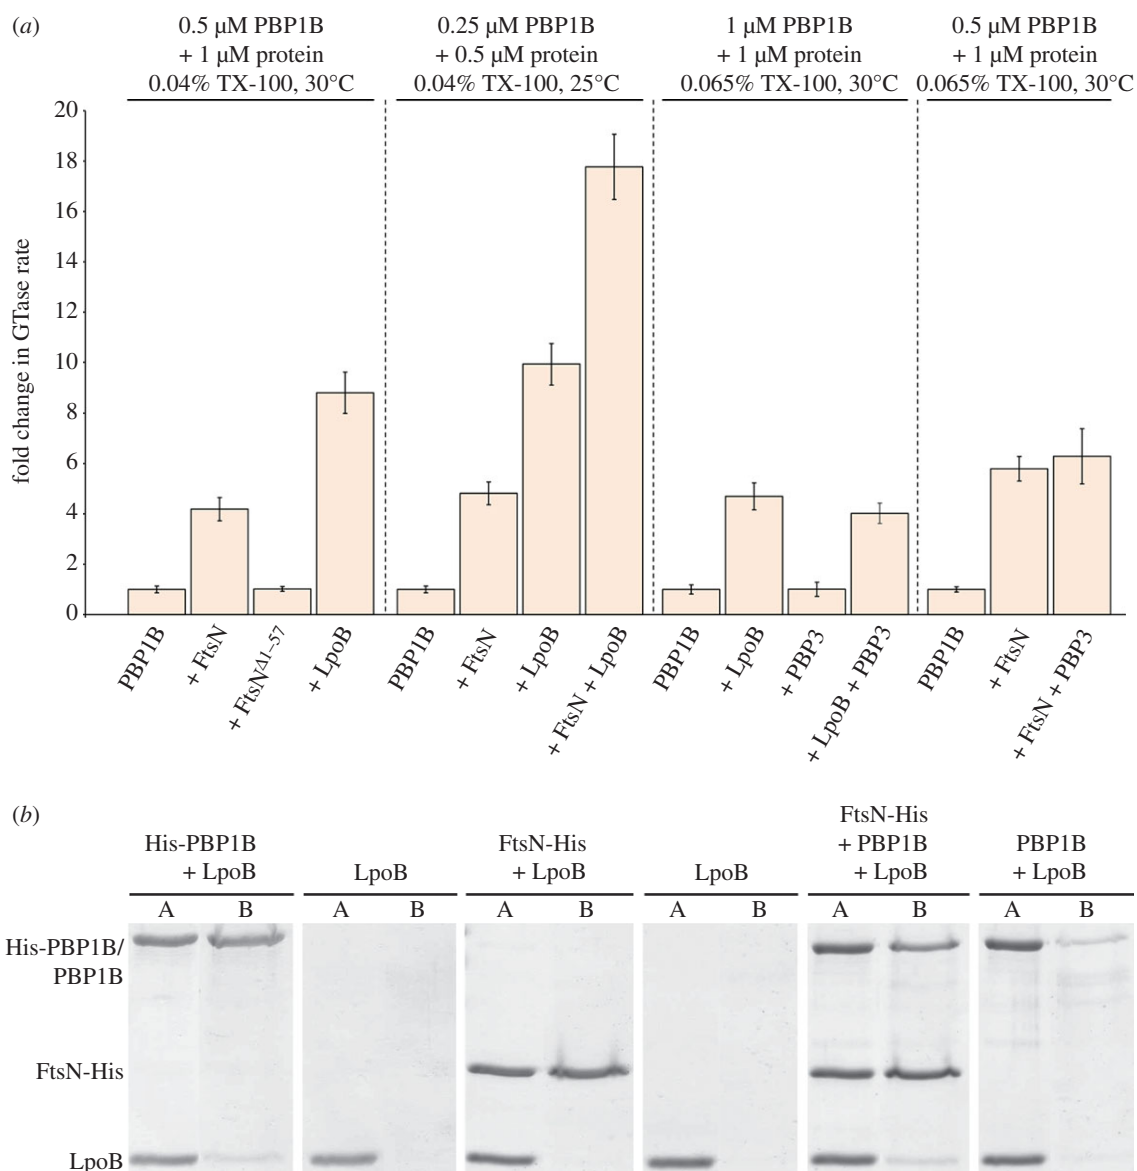 (a)
0.5 µM PBP1B
+ 1 µM protein
0.04% TX-100, 30°C
0.25 µM PBP1B
+ 0.5 µM protein
0.04% TX-100, 25°C
1 µM PBP1B
+ 1 µM protein
0.065% TX-100, 30°C
0.5 µM PBP1B
+ 1 µM protein
0.065% TX-100, 30°C
fold change in GTase rate
20
18
16
14
12
10
8
6
4
2
0
PBP1B
+ FtsN
+ FtsN^Δ1–57
+ LpoB
PBP1B
+ FtsN
+ LpoB
+ FtsN + LpoB
PBP1B
+ LpoB
+ PBP3
+ LpoB + PBP3
PBP1B
+ FtsN
+ FtsN + PBP3
(b)
His-PBP1B
+ LpoB
LpoB
FtsN-His
+ LpoB
LpoB
FtsN-His
+ PBP1B
+ LpoB
PBP1B
+ LpoB
A B A B A B A B A B A B
His-PBP1B/
PBP1B
FtsN-His
LpoB